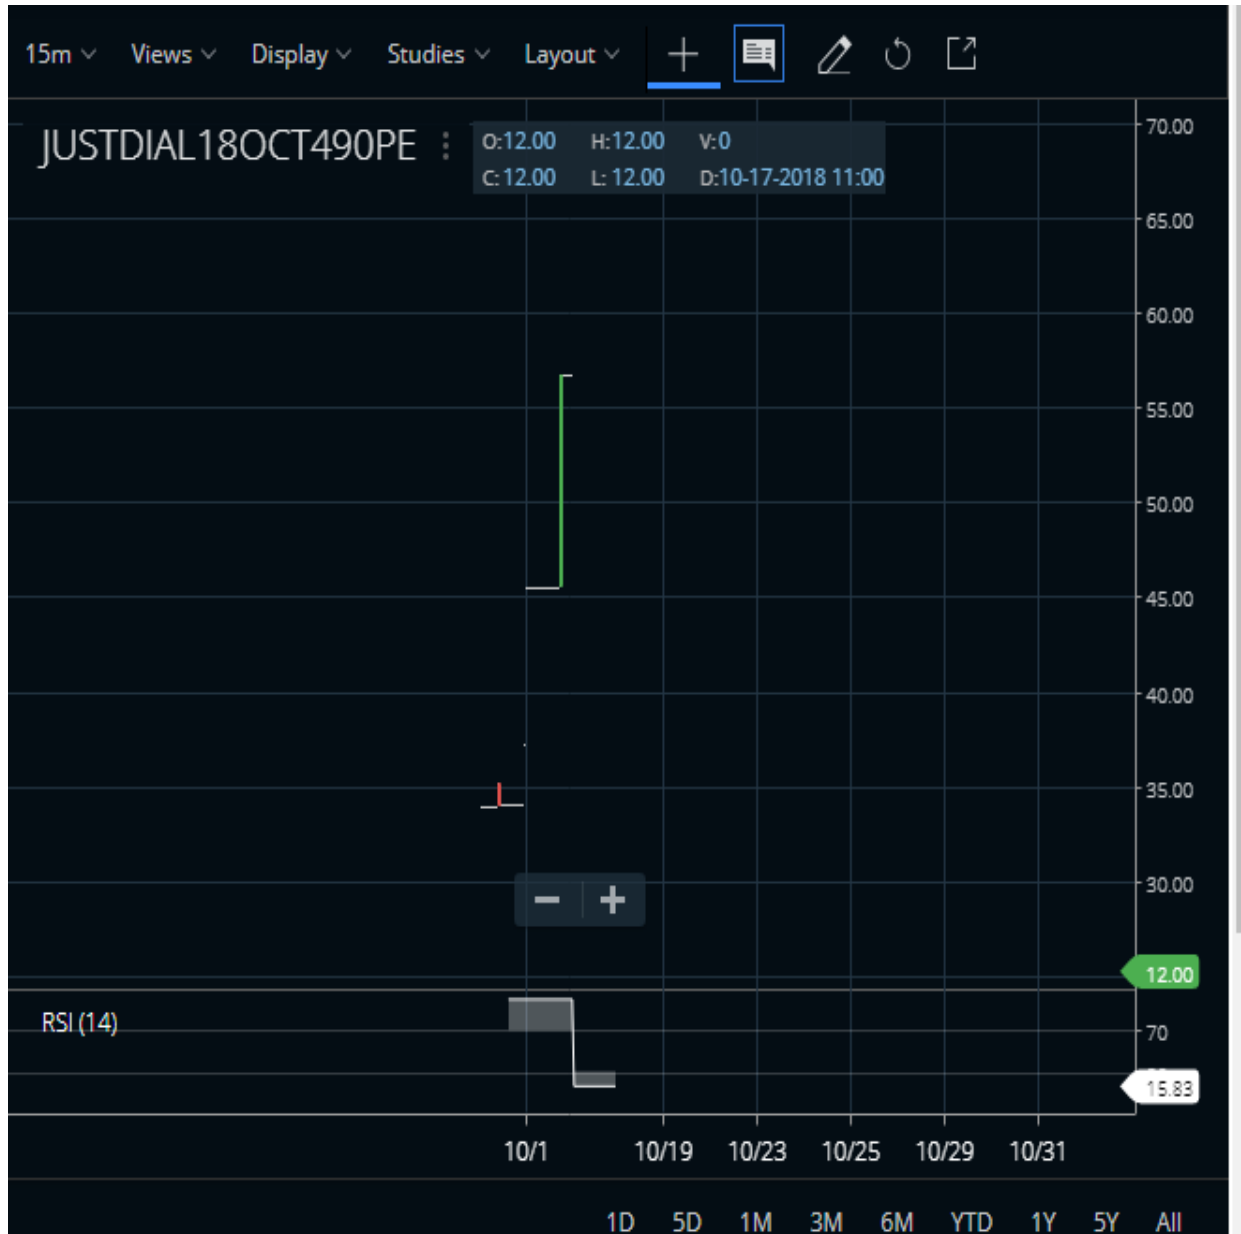 15m Views Display Studies Layout
JUSTDIAL18OCT490PE
O:12.00 H:12.00 V:0
C:12.00 L:12.00 D:10-17-2018 11:00
70.00
65.00
60.00
55.00
50.00
45.00
40.00
35.00
30.00
12.00
RSI (14)
70
15.83
10/1 10/19 10/23 10/25 10/29 10/31
1D 5D 1M 3M 6M YTD 1Y 5Y All